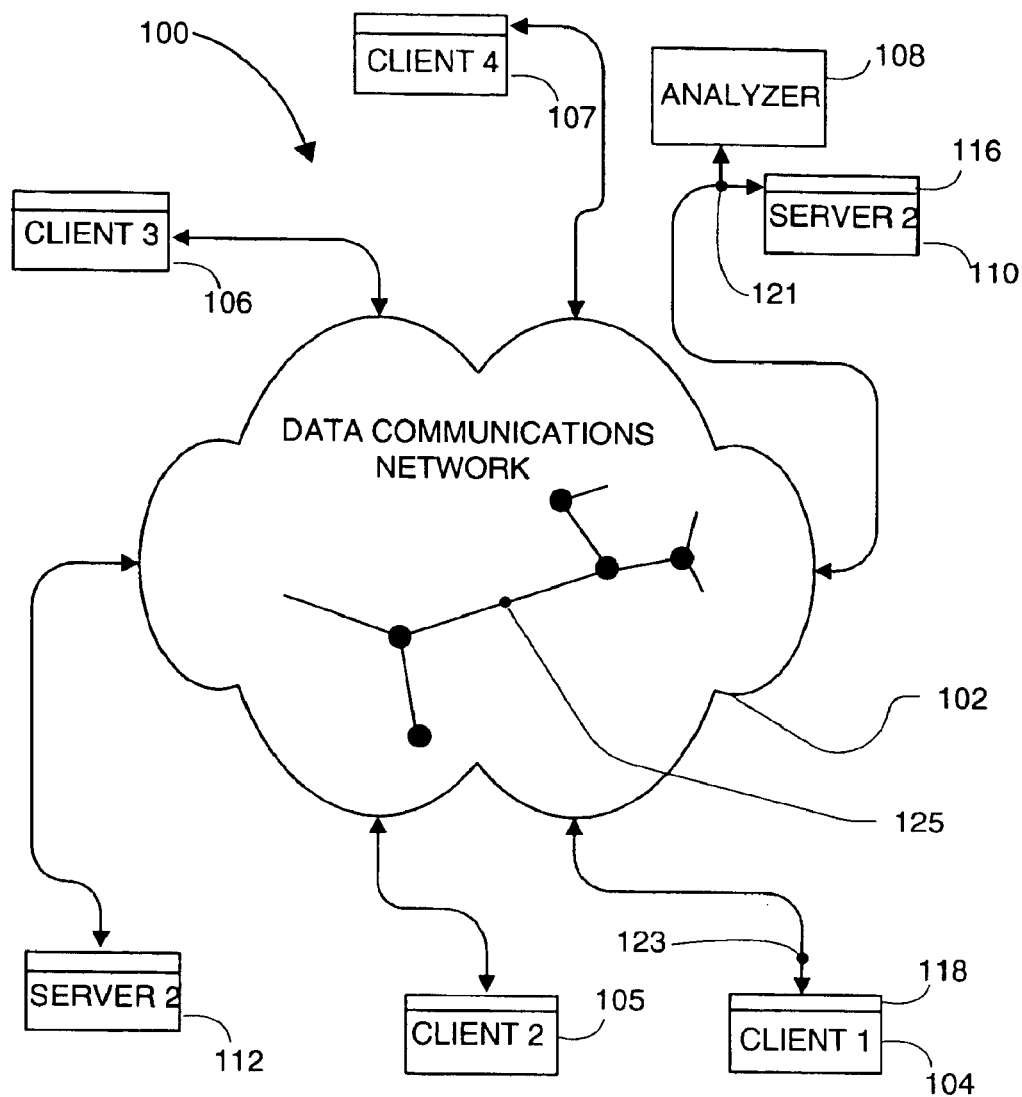 100
CLIENT 4
107
ANALYZER
108
116
SERVER 2
110
121
CLIENT 3
106
DATA COMMUNICATIONS
NETWORK
102
125
123
SERVER 2
112
CLIENT 2
105
118
CLIENT 1
104